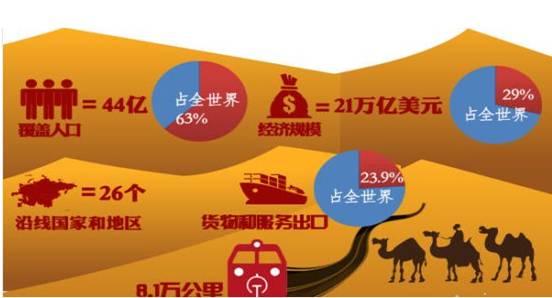 = 44亿
覆盖人口
占全世界
63%
= 21万亿美元
经济规模
29%
占全世界
= 26个
沿线国家和地区
货物和服务出口
23.9%
占全世界
8.1万公里